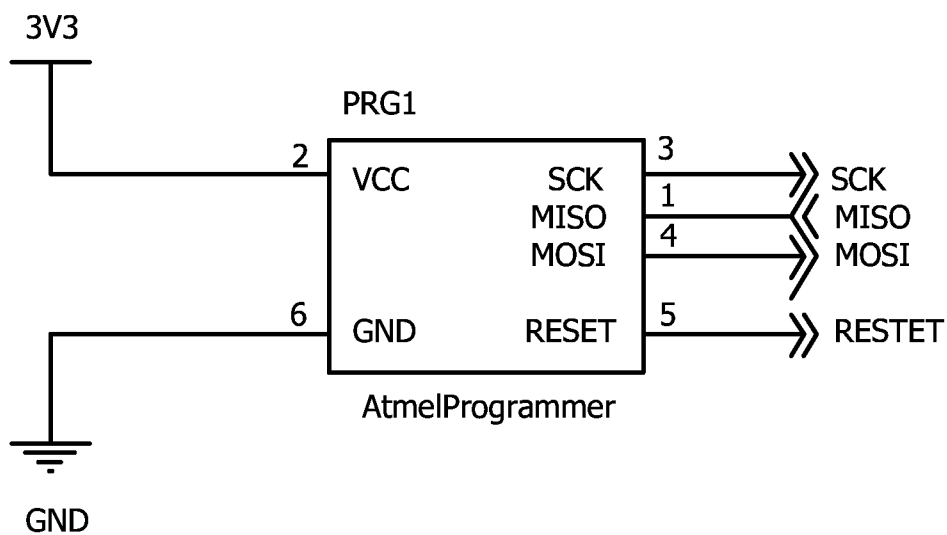 3V3
PRG1
2 VCC SCK 3 SCK
MISO 1 MISO
MOSI 4 MOSI
6 GND RESET 5 RESTET
AtmelProgrammer
GND